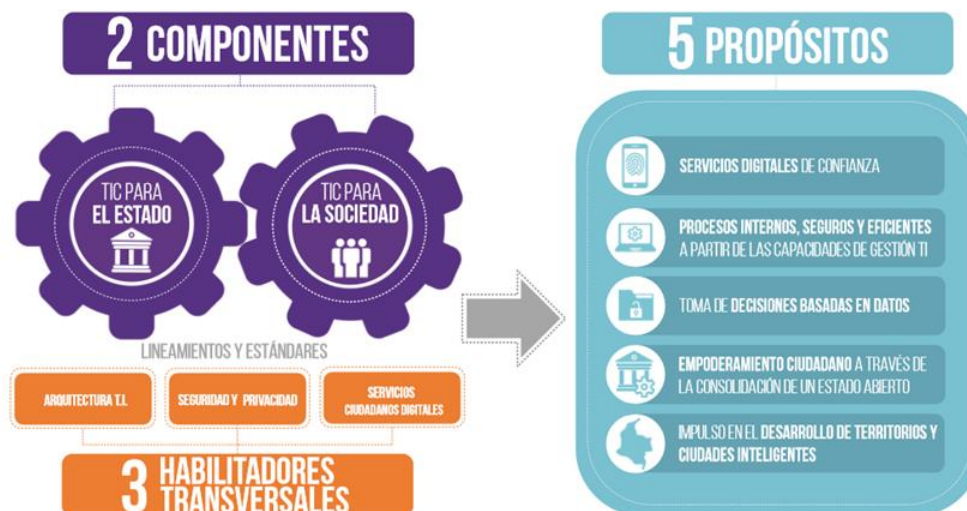 2 COMPONENTES
TIC PARA
EL ESTADO
TIC PARA
LA SOCIEDAD
LINEAMIENTOS Y ESTÁNDARES
ARQUITECTURA T.I.
SEGURIDAD Y PRIVACIDAD
SERVICIOS
CIUDADANOS DIGITALES
3 HABILITADORES
TRANSVERSALES
5 PROPÓSITOS
SERVICIOS DIGITALES DE CONFIANZA
PROCESOS INTERNOS, SEGUROS Y EFICIENTES
A PARTIR DE LAS CAPACIDADES DE GESTIÓN TI
TOMA DE DECISIONES BASADAS EN DATOS
EMPODERAMIENTO CIUDADANO A TRAVÉS DE
LA CONSOLIDACIÓN DE UN ESTADO ABIERTO
IMPULSO EN EL DESARROLLO DE TERRITORIOS Y
CIUDADES INTELIGENTES